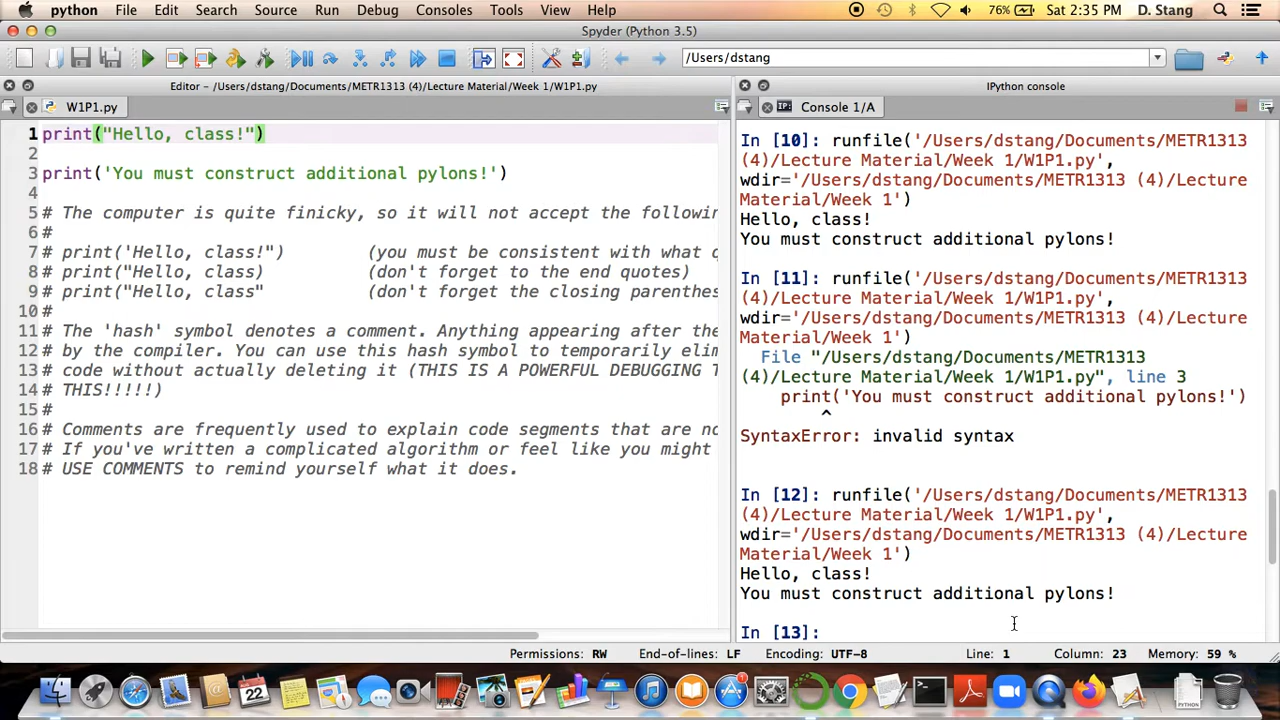 python File Edit Search Source Run Debug Consoles Tools View Help 76% Sat 2:35 PM D. Stang
Spyder (Python 3.5)
/Users/dstang
Editor - /Users/dstang/Documents/METR1313 (4)/Lecture Material/Week 1/W1P1.py
W1P1.py
1 print("Hello, class!")
2
3 print('You must construct additional pylons!')
4
5 # The computer is quite finicky, so it will not accept the followin
6 #
7 # print('Hello, class!") (you must be consistent with what q
8 # print("Hello, class) (don't forget to the end quotes)
9 # print("Hello, class" (don't forget the closing parenthes
10 #
11 # The 'hash' symbol denotes a comment. Anything appearing after the
12 # by the compiler. You can use this hash symbol to temporarily elim
13 # code without actually deleting it (THIS IS A POWERFUL DEBUGGING T
14 # THIS!!!!!)
15 #
16 # Comments are frequently used to explain code segments that are no
17 # If you've written a complicated algorithm or feel like you might
18 # USE COMMENTS to remind yourself what it does.
IPython console
IP: Console 1/A
In [10]: runfile('/Users/dstang/Documents/METR1313
(4)/Lecture Material/Week 1/W1P1.py',
wdir='/Users/dstang/Documents/METR1313 (4)/Lecture
Material/Week 1')
Hello, class!
You must construct additional pylons!
In [11]: runfile('/Users/dstang/Documents/METR1313
(4)/Lecture Material/Week 1/W1P1.py',
wdir='/Users/dstang/Documents/METR1313 (4)/Lecture
Material/Week 1')
File "/Users/dstang/Documents/METR1313
(4)/Lecture Material/Week 1/W1P1.py", line 3
print('You must construct additional pylons!')
^
SyntaxError: invalid syntax
In [12]: runfile('/Users/dstang/Documents/METR1313
(4)/Lecture Material/Week 1/W1P1.py',
wdir='/Users/dstang/Documents/METR1313 (4)/Lecture
Material/Week 1')
Hello, class!
You must construct additional pylons!
In [13]:
Permissions: RW End-of-lines: LF Encoding: UTF-8 Line: 1 Column: 23 Memory: 59 %
22